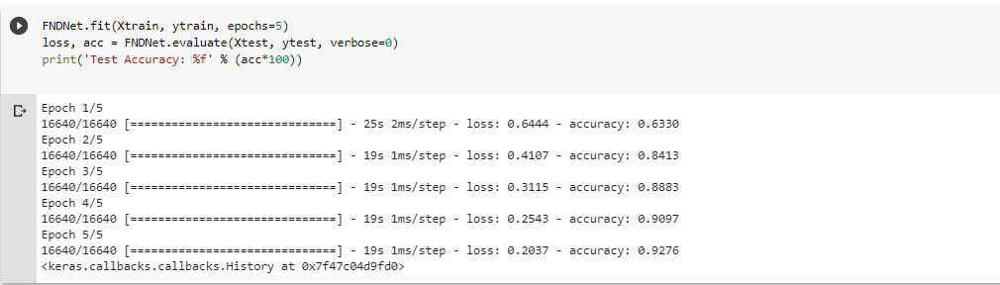 FNDNet.fit(Xtrain, ytrain, epochs=5)
loss, acc = FNDNet.evaluate(Xtest, ytest, verbose=0)
print('Test Accuracy: %f' % (acc*100))
Epoch 1/5
16640/16640 [==============================] - 25s 2ms/step - loss: 0.6444 - accuracy: 0.6330
Epoch 2/5
16640/16640 [==============================] - 19s 1ms/step - loss: 0.4107 - accuracy: 0.8413
Epoch 3/5
16640/16640 [==============================] - 19s 1ms/step - loss: 0.3115 - accuracy: 0.8883
Epoch 4/5
16640/16640 [==============================] - 19s 1ms/step - loss: 0.2543 - accuracy: 0.9097
Epoch 5/5
16640/16640 [==============================] - 19s 1ms/step - loss: 0.2037 - accuracy: 0.9276
<keras.callbacks.callbacks.History at 0x7f47c04d9fd0>